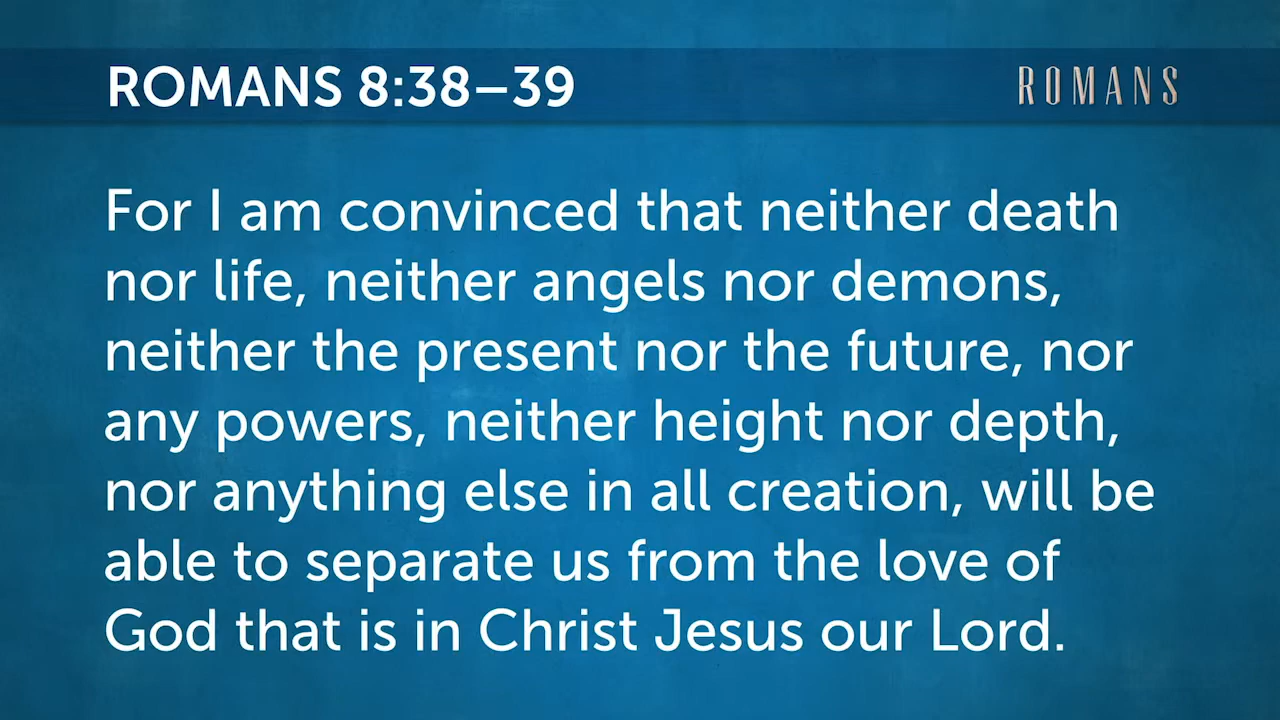 ROMANS 8:38–39
ROMANS
For I am convinced that neither death
nor life, neither angels nor demons,
neither the present nor the future, nor
any powers, neither height nor depth,
nor anything else in all creation, will be
able to separate us from the love of
God that is in Christ Jesus our Lord.